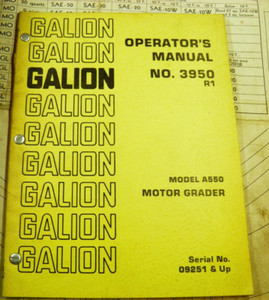 GALION
GALION
GALION
GALION
GALION
GALION
GALION
GALION
GALION
OPERATOR'S
MANUAL
NO. 3950
R1
MODEL A550
MOTOR GRADER
Serial No.
09251 & Up